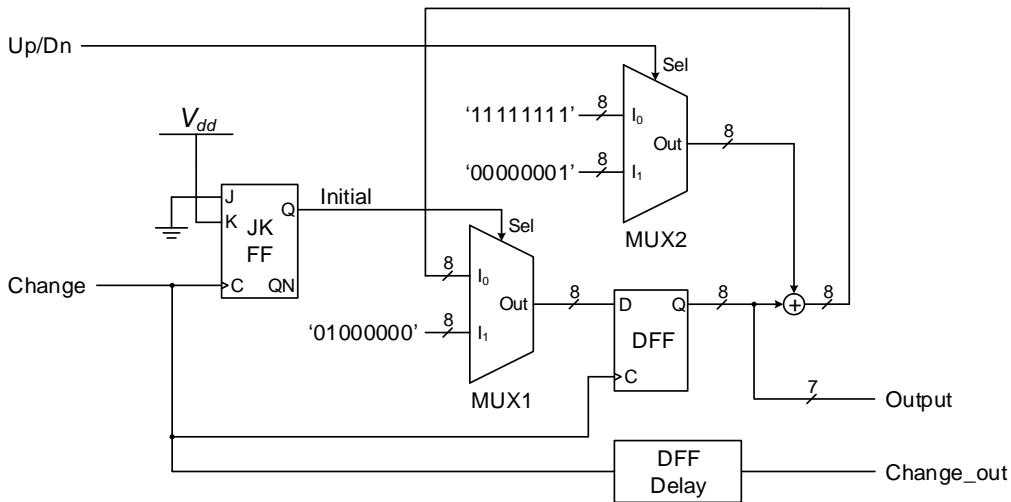 Up/Dn
Sel
'11111111'
8
I0
Out
8
'00000001'
8
I1
MUX2
Vdd
J
K
Q
JK
FF
C
QN
Initial
Sel
Change
8
I0
Out
8
'01000000'
8
I1
MUX1
D
Q
DFF
C
8
+
8
7
Output
DFF
Delay
Change_out